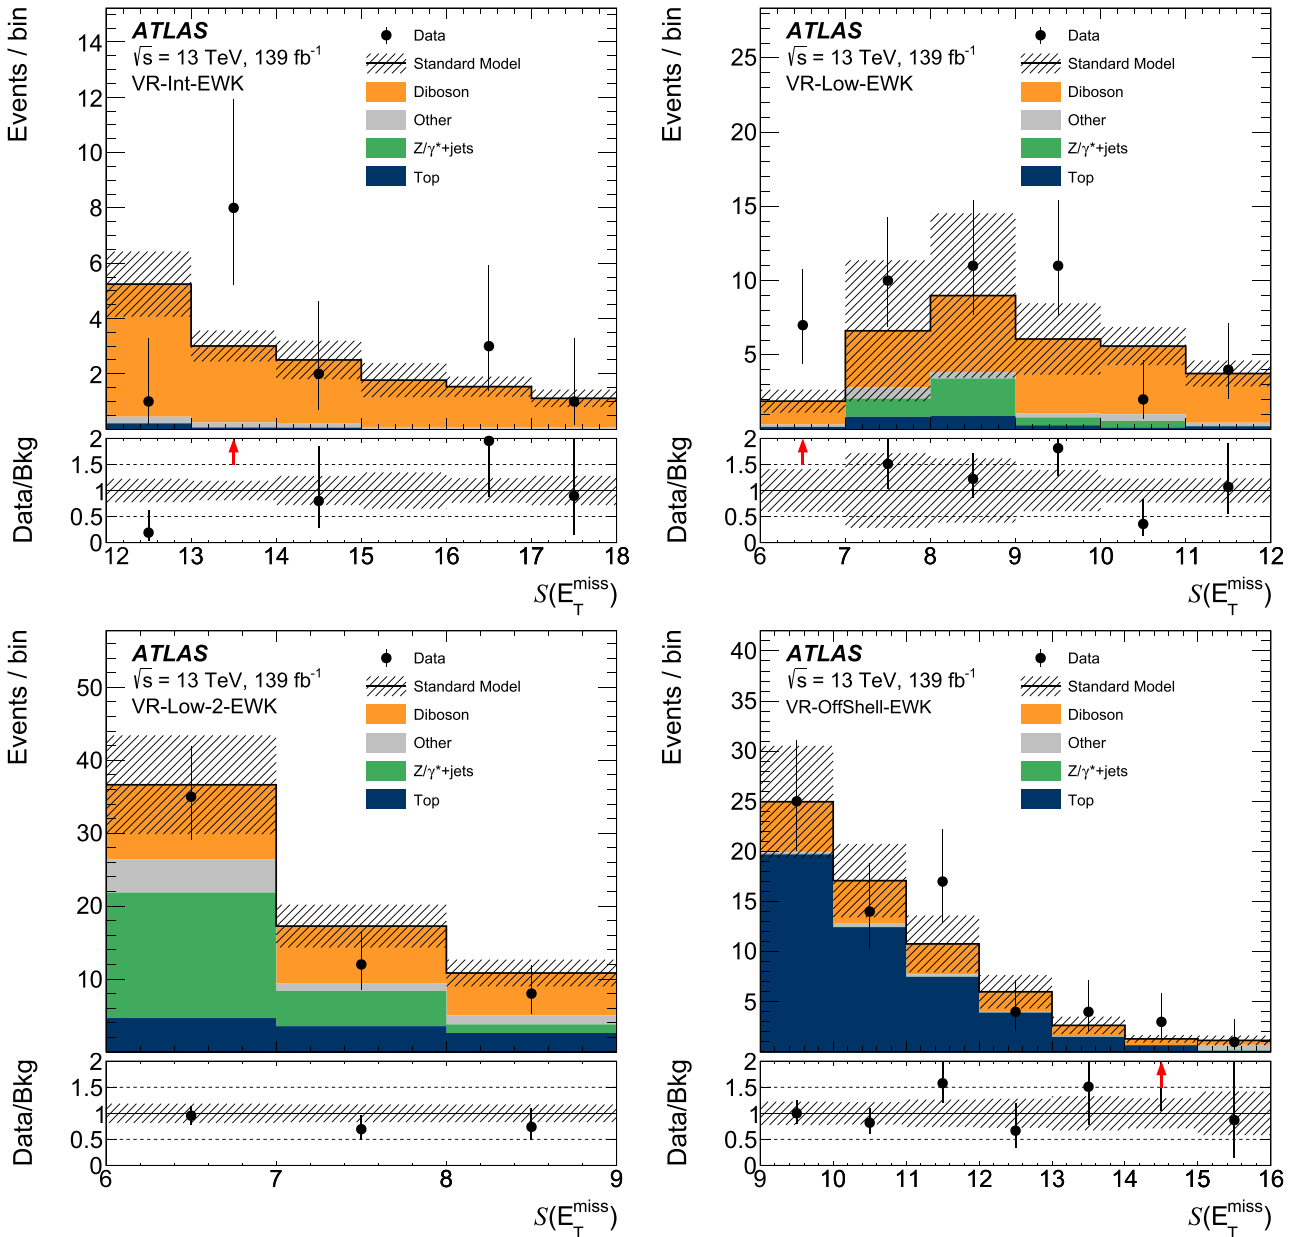 Events / bin
14
12
10
8
6
4
2
ATLAS
√s = 13 TeV, 139 fb⁻¹
VR-Int-EWK
Data
Standard Model
Diboson
Other
Z/γ*+jets
Top
Data/Bkg
2
1.5
1
0.5
0
12 13 14 15 16 17 18
S(E_T^miss)
Events / bin
25
20
15
10
5
ATLAS
√s = 13 TeV, 139 fb⁻¹
VR-Low-EWK
Data
Standard Model
Diboson
Other
Z/γ*+jets
Top
Data/Bkg
2
1.5
1
0.5
0
6 7 8 9 10 11 12
S(E_T^miss)
Events / bin
50
40
30
20
10
ATLAS
√s = 13 TeV, 139 fb⁻¹
VR-Low-2-EWK
Data
Standard Model
Diboson
Other
Z/γ*+jets
Top
Data/Bkg
2
1.5
1
0.5
0
6 7 8 9
S(E_T^miss)
Events / bin
40
35
30
25
20
15
10
5
ATLAS
√s = 13 TeV, 139 fb⁻¹
VR-OffShell-EWK
Data
Standard Model
Diboson
Other
Z/γ*+jets
Top
Data/Bkg
2
1.5
1
0.5
0
9 10 11 12 13 14 15 16
S(E_T^miss)